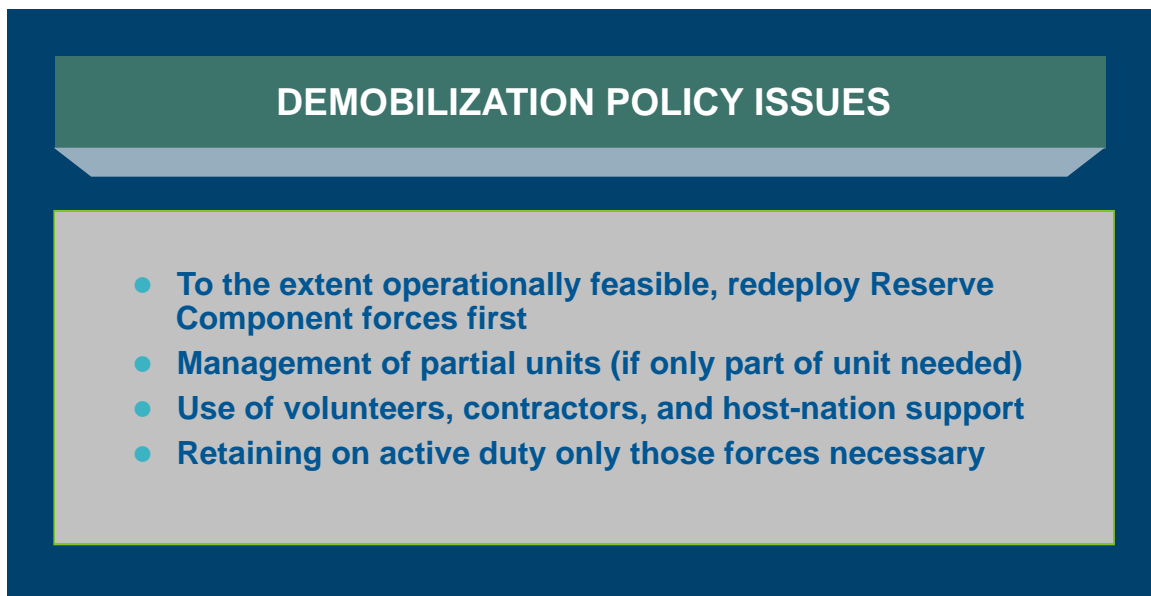 DEMOBILIZATION POLICY ISSUES
● To the extent operationally feasible, redeploy Reserve
Component forces first
● Management of partial units (if only part of unit needed)
● Use of volunteers, contractors, and host-nation support
● Retaining on active duty only those forces necessary